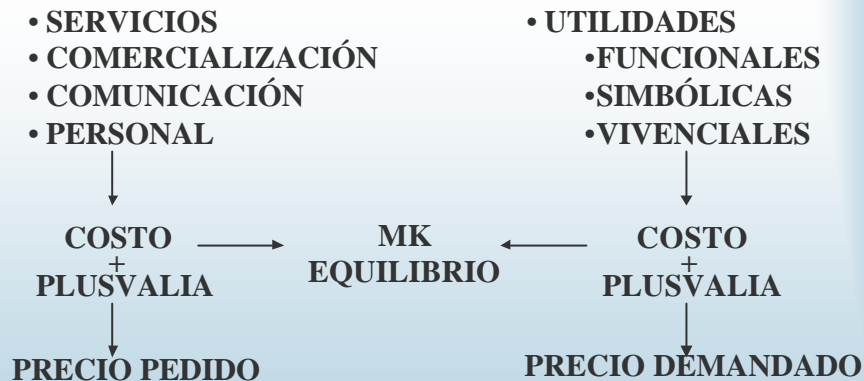 • SERVICIOS
• COMERCIALIZACIÓN
• COMUNICACIÓN
• PERSONAL
• UTILIDADES
•FUNCIONALES
•SIMBÓLICAS
•VIVENCIALES
COSTO
+
PLUSVALIA
MK
EQUILIBRIO
COSTO
+
PLUSVALIA
PRECIO PEDIDO
PRECIO DEMANDADO